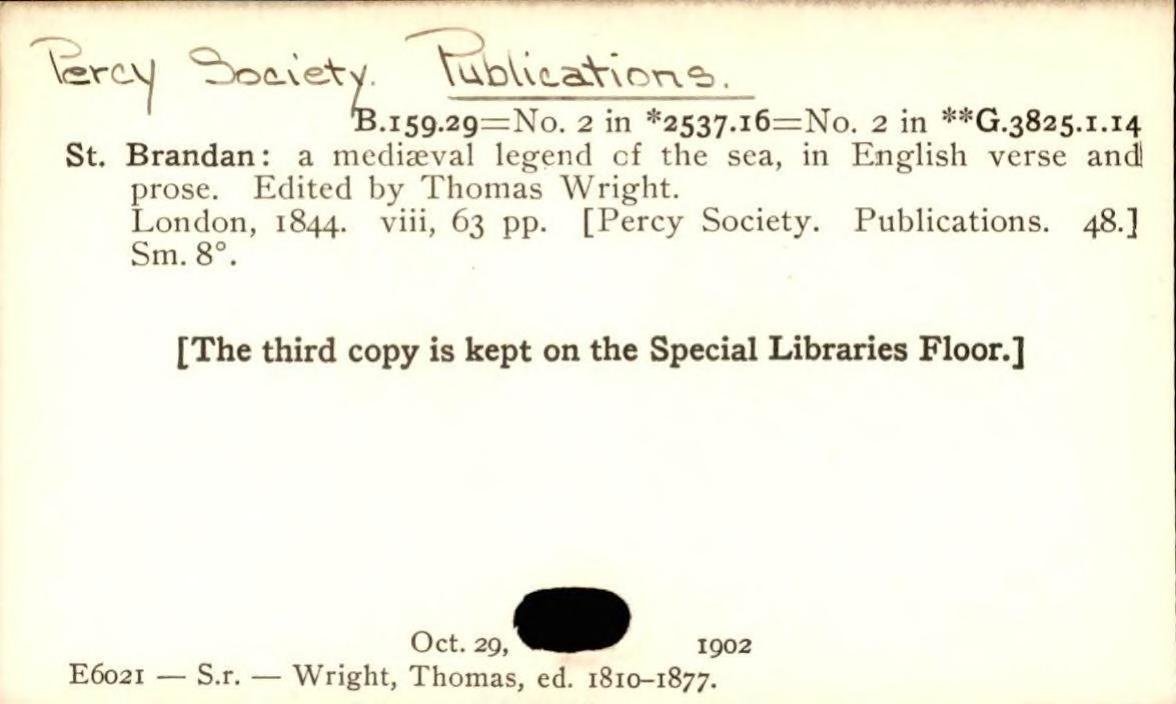 Percy Society. Publications.
B.159.29=No. 2 in *2537.16=No. 2 in **G.3825.1.14
St. Brandan: a mediæval legend cf the sea, in English verse and
prose. Edited by Thomas Wright.
London, 1844. viii, 63 pp. [Percy Society. Publications. 48.]
Sm. 8°.
[The third copy is kept on the Special Libraries Floor.]
Oct. 29, 1902
E6021 — S.r. — Wright, Thomas, ed. 1810–1877.